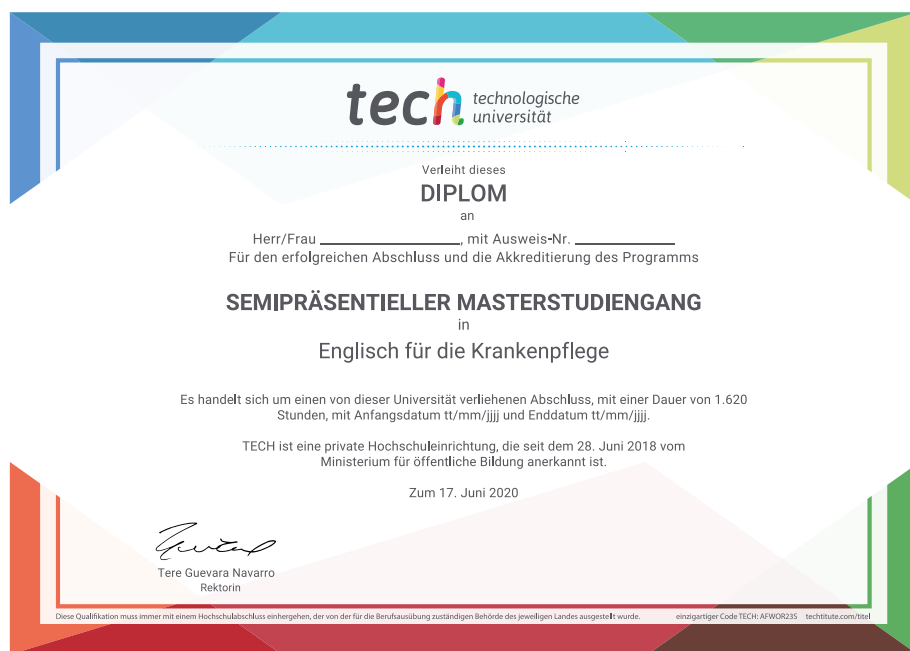 tech technologische
universität
Verleiht dieses
DIPLOM
an
Herr/Frau ____________________, mit Ausweis-Nr. __________________
Für den erfolgreichen Abschluss und die Akkreditierung des Programms
SEMIPRÄSENTIELLER MASTERSTUDIENGANG
in
Englisch für die Krankenpflege
Es handelt sich um einen von dieser Universität verliehenen Abschluss, mit einer Dauer von 1.620
Stunden, mit Anfangsdatum tt/mm/jjjj und Enddatum tt/mm/jjjj.
TECH ist eine private Hochschuleinrichtung, die seit dem 28. Juni 2018 vom
Ministerium für öffentliche Bildung anerkannt ist.
Zum 17. Juni 2020
Tere Guevara Navarro
Rektorin
Diese Qualifikation muss immer mit einem Hochschulabschluss einhergehen, der von der für die Berufsausübung zuständigen Behörde des jeweiligen Landes ausgestellt wurde. einzigartiger Code TECH: AFWOR23S techtitute.com/titel